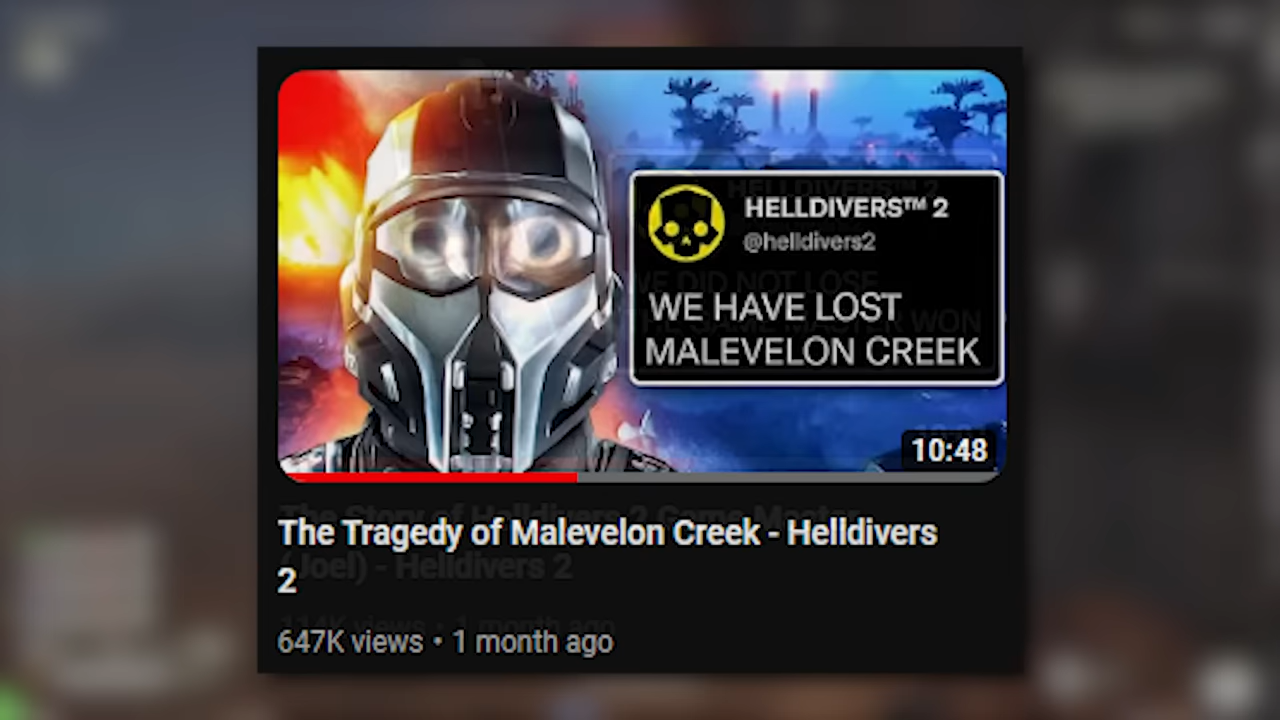 HELLDIVERS™ 2
@helldivers2
WE HAVE LOST
MALEVELON CREEK
10:48
The Tragedy of Malevelon Creek - Helldivers
2
647K views • 1 month ago